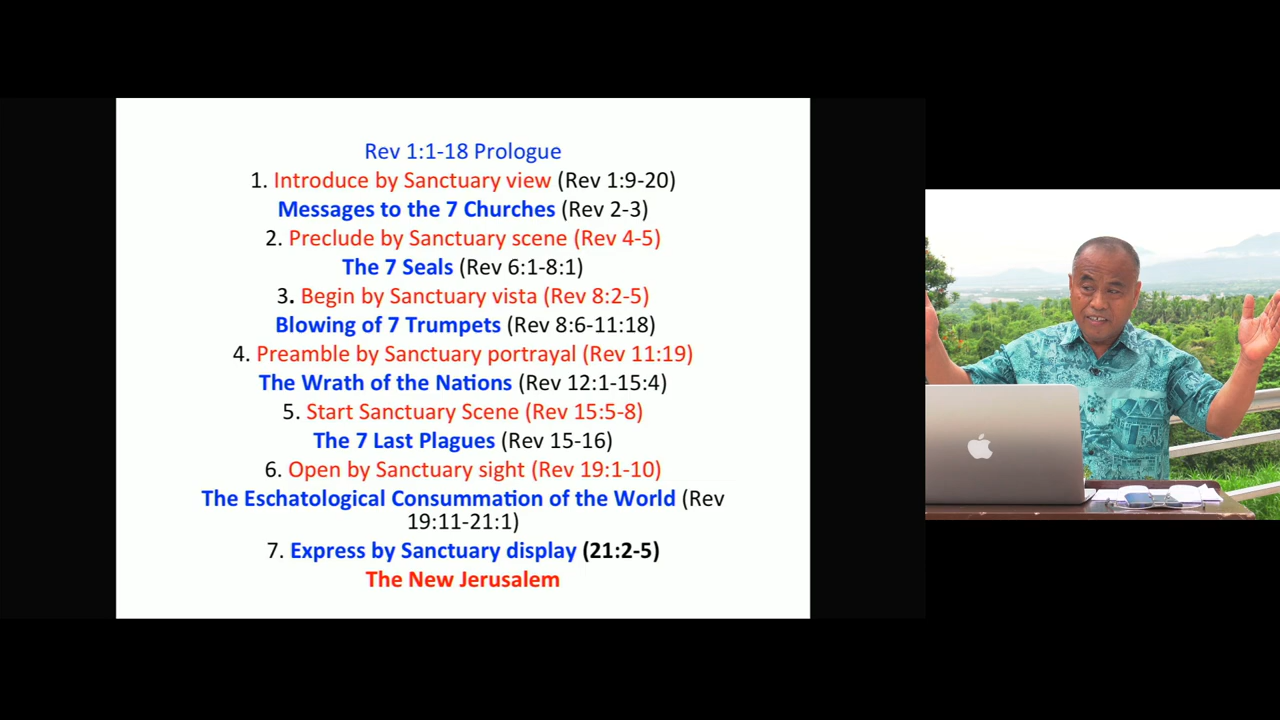 Rev 1:1-18 Prologue
1. Introduce by Sanctuary view (Rev 1:9-20)
Messages to the 7 Churches (Rev 2-3)
2. Preclude by Sanctuary scene (Rev 4-5)
The 7 Seals (Rev 6:1-8:1)
3. Begin by Sanctuary vista (Rev 8:2-5)
Blowing of 7 Trumpets (Rev 8:6-11:18)
4. Preamble by Sanctuary portrayal (Rev 11:19)
The Wrath of the Nations (Rev 12:1-15:4)
5. Start Sanctuary Scene (Rev 15:5-8)
The 7 Last Plagues (Rev 15-16)
6. Open by Sanctuary sight (Rev 19:1-10)
The Eschatological Consummation of the World (Rev
19:11-21:1)
7. Express by Sanctuary display (21:2-5)
The New Jerusalem